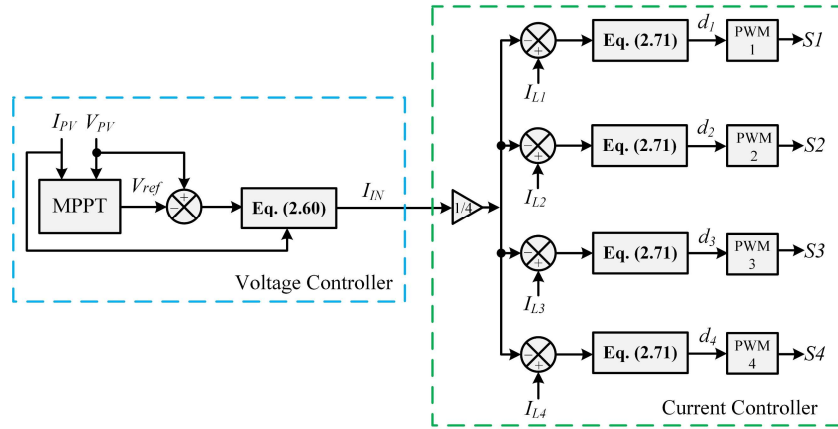 I_PV V_PV
MPPT
V_ref
+
−
Eq. (2.60)
I_IN
Voltage Controller
1/4
−
+
I_L1
Eq. (2.71)
d_1
PWM
1
S1
−
+
I_L2
Eq. (2.71)
d_2
PWM
2
S2
−
+
I_L3
Eq. (2.71)
d_3
PWM
3
S3
−
+
I_L4
Eq. (2.71)
d_4
PWM
4
S4
Current Controller